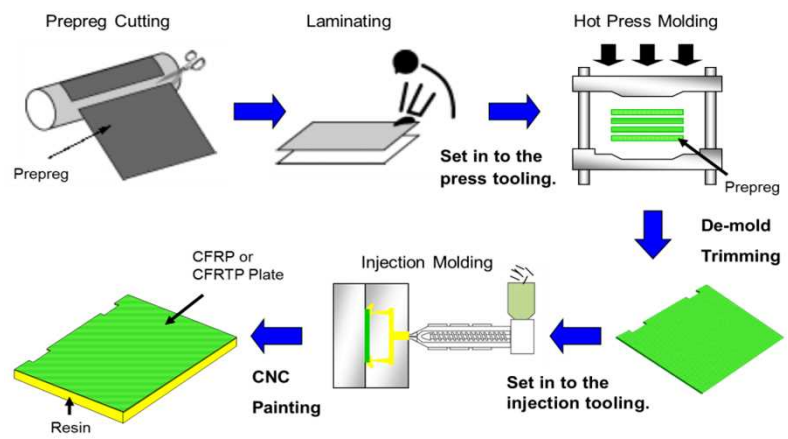 Prepreg Cutting
Laminating
Hot Press Molding
Prepreg
Set in to the
press tooling.
Prepreg
De-mold
Trimming
CFRP or
CFRTP Plate
Injection Molding
CNC
Painting
Set in to the
injection tooling.
Resin